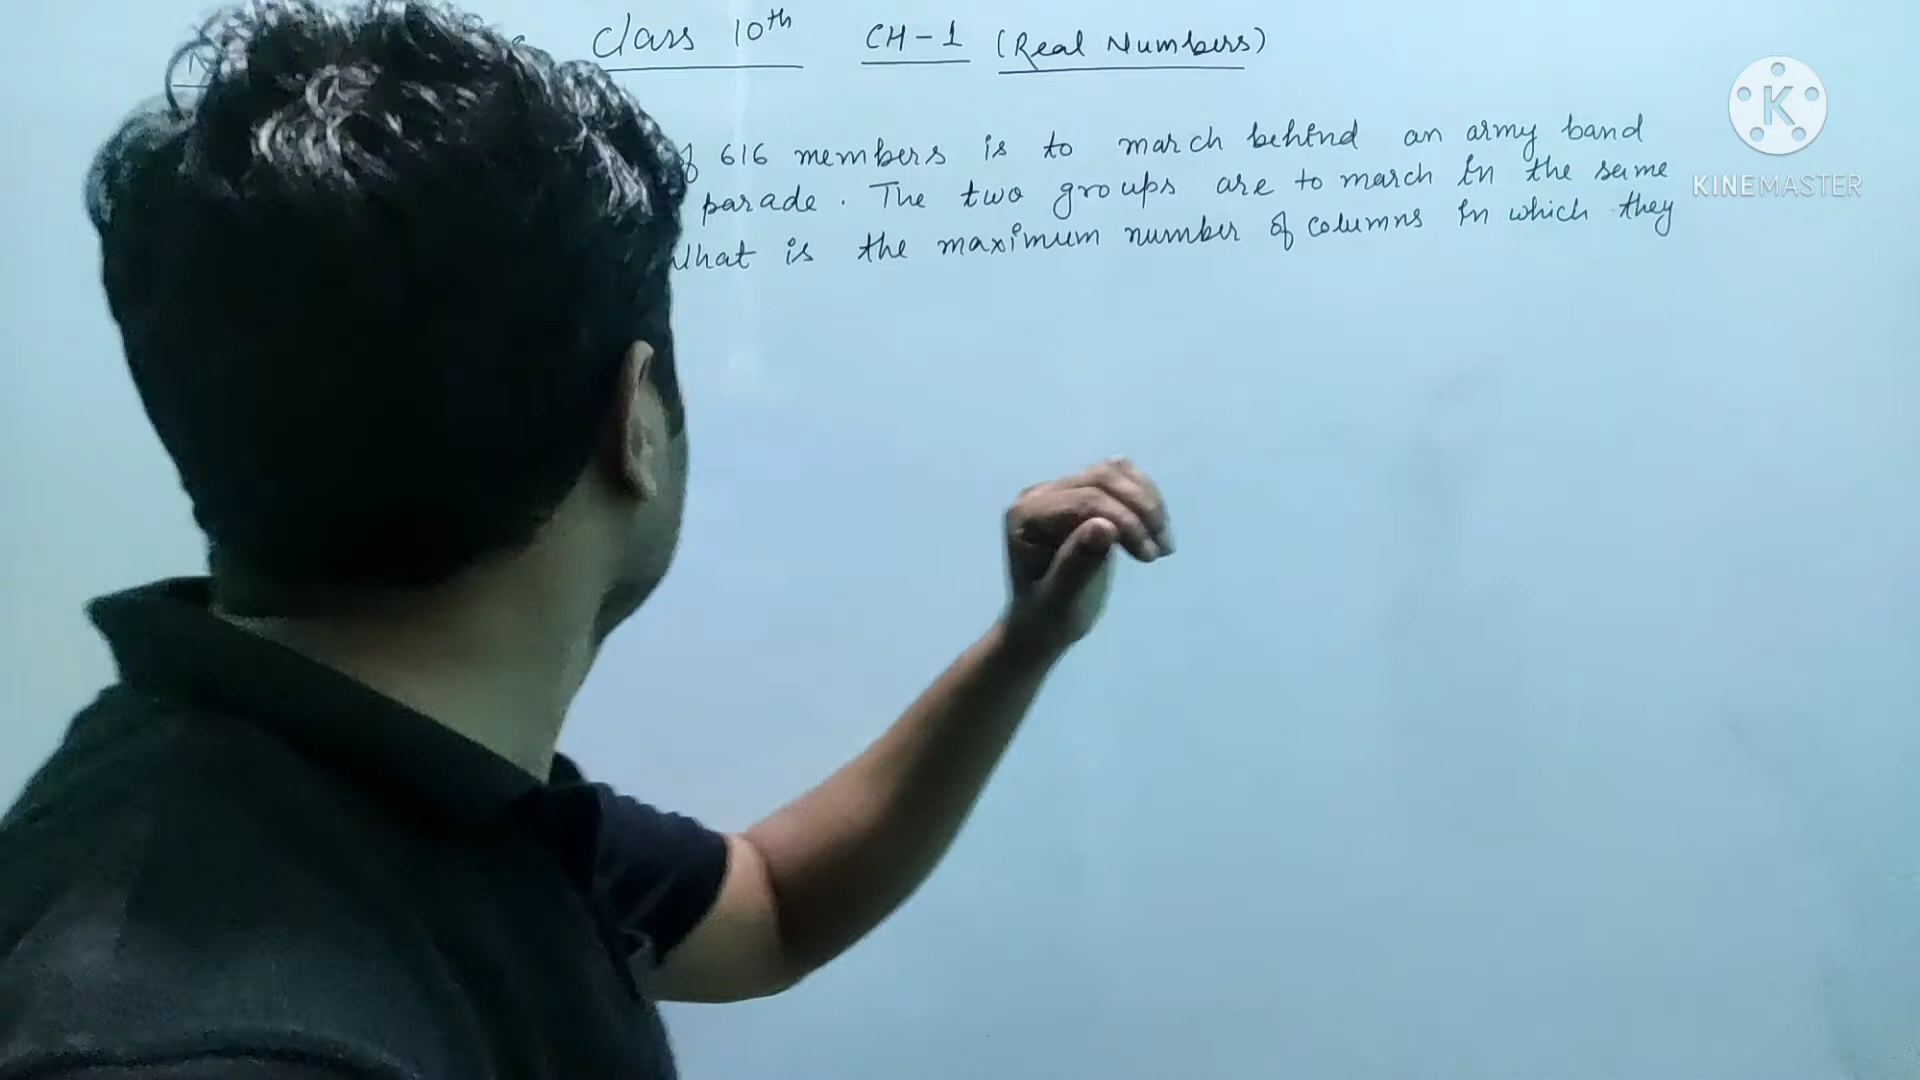 Class 10th CH-1 (Real Numbers)
of 616 members is to march behind an army band
parade. The two groups are to march in the same
What is the maximum number of columns in which they
K
KINEMASTER